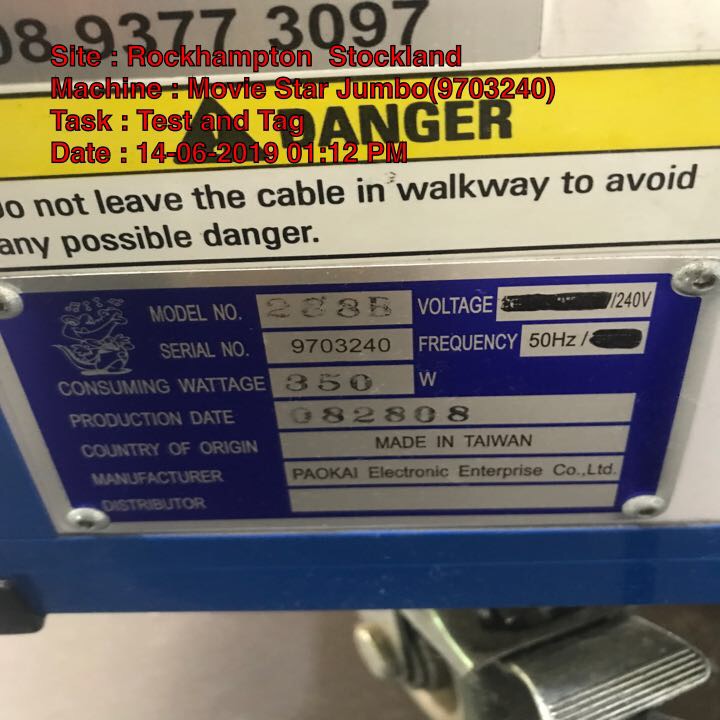 08 9377 3097
Site : Rockhampton Stockland
Machine : Movie Star Jumbo(9703240)
Task : Test and Tag
DANGER
Date : 14-06-2019 01:12 PM
Do not leave the cable in walkway to avoid
any possible danger.
MODEL NO. 288B VOLTAGE /240V
SERIAL NO. 9703240 FREQUENCY 50Hz /
CONSUMING WATTAGE 350 W
PRODUCTION DATE 082808
COUNTRY OF ORIGIN MADE IN TAIWAN
MANUFACTURER PAOKAI Electronic Enterprise Co.,Ltd.
DISTRIBUTOR